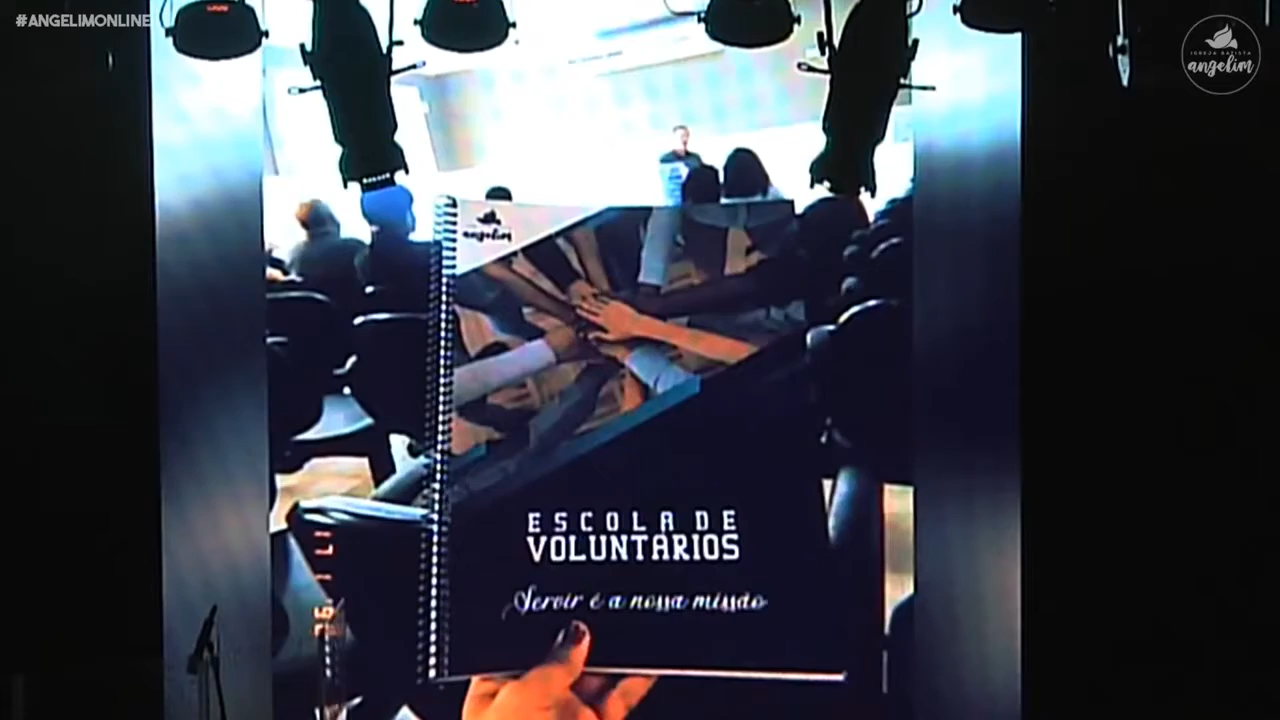 #ANGELIMONLINE
IGREJA BATISTA
angelim
angelim
ESCOLA DE
VOLUNTÁRIOS
Servir é a nossa missão